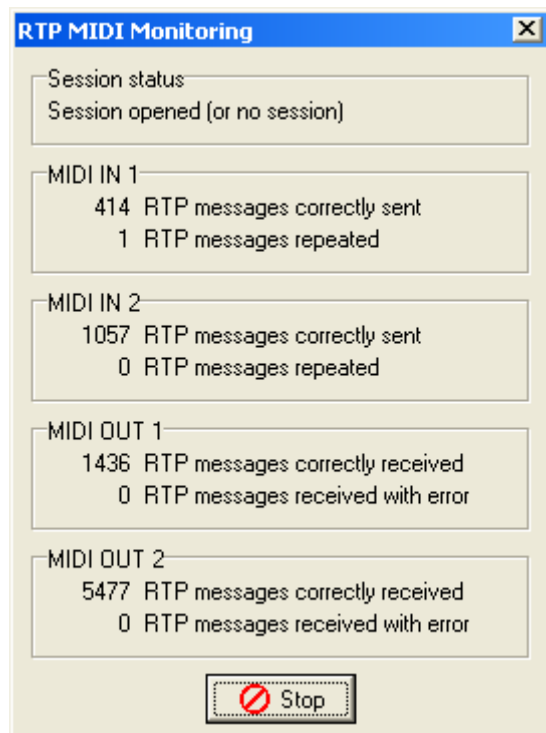 RTP MIDI Monitoring
Session status
Session opened (or no session)
MIDI IN 1
414 RTP messages correctly sent
1 RTP messages repeated
MIDI IN 2
1057 RTP messages correctly sent
0 RTP messages repeated
MIDI OUT 1
1436 RTP messages correctly received
0 RTP messages received with error
MIDI OUT 2
5477 RTP messages correctly received
0 RTP messages received with error
Stop